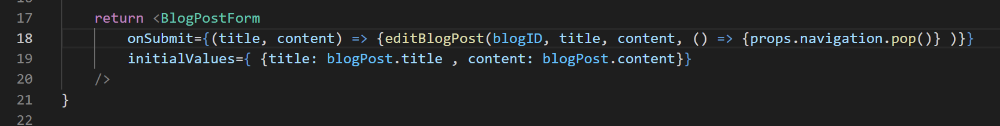 17 return <BlogPostForm
18 onSubmit={(title, content) => {editBlogPost(blogID, title, content, () => {props.navigation.pop()} )}}
19 initialValues={ {title: blogPost.title , content: blogPost.content}}
20 />
21 }
22